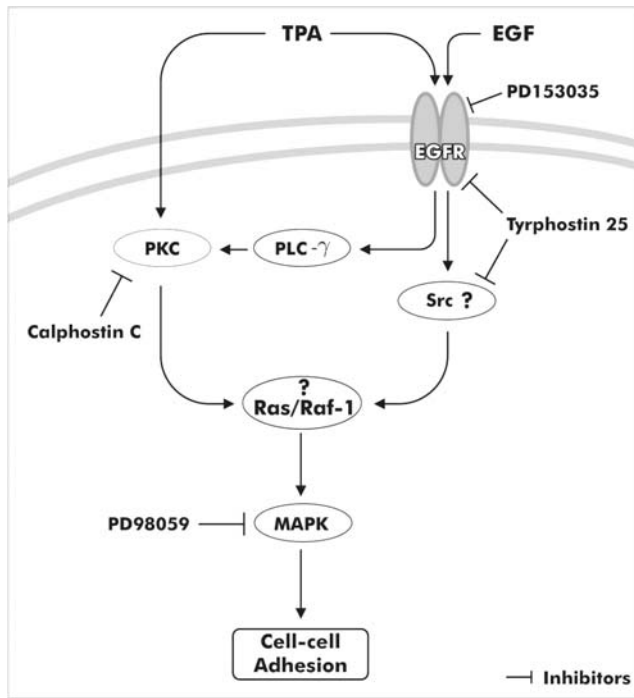 TPA
EGF
PD153035
EGFR
Tyrphostin 25
PKC
PLC-γ
Src ?
Calphostin C
?
Ras/Raf-1
PD98059
MAPK
Cell-cell
Adhesion
Inhibitors